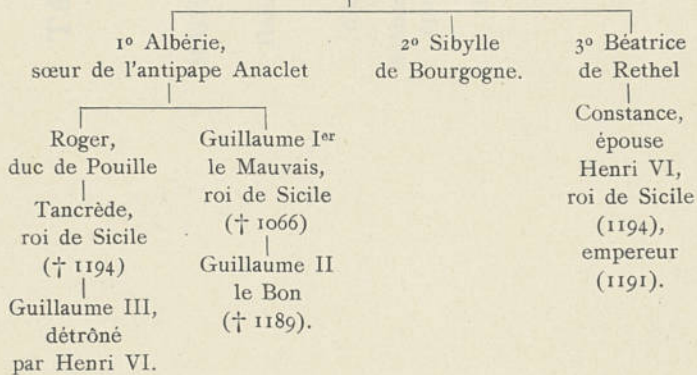 1º Albérie,
sœur de l'antipape Anaclet
2º Sibylle
de Bourgogne.
3º Béatrice
de Rethel
Roger,
duc de Pouille
Tancrède,
roi de Sicile
(† 1194)
Guillaume III,
détrôné
par Henri VI.
Guillaume Iᵉʳ
le Mauvais,
roi de Sicile
(† 1066)
Guillaume II
le Bon
(† 1189).
Constance,
épouse
Henri VI,
roi de Sicile
(1194),
empereur
(1191).